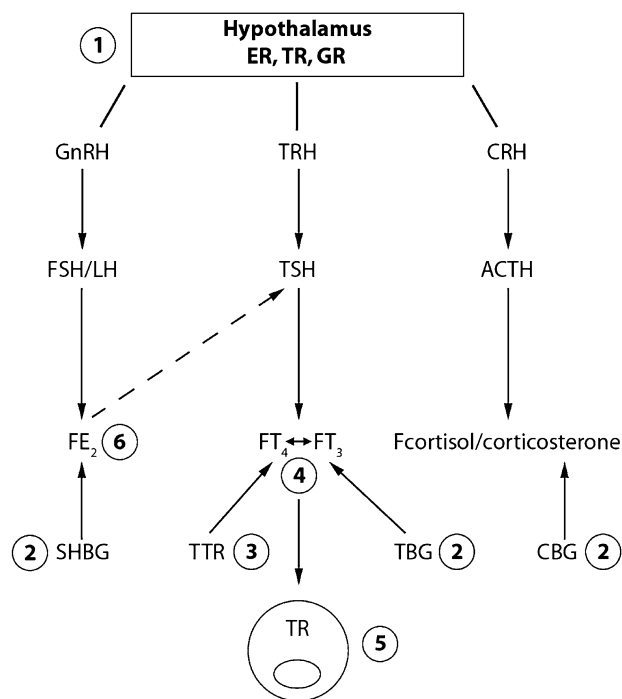 1
Hypothalamus
ER, TR, GR
GnRH TRH CRH
FSH/LH TSH ACTH
FE2 6 FT4 FT3 Fcortisol/corticosterone
4
2 SHBG TTR 3 TBG 2 CBG 2
TR
5